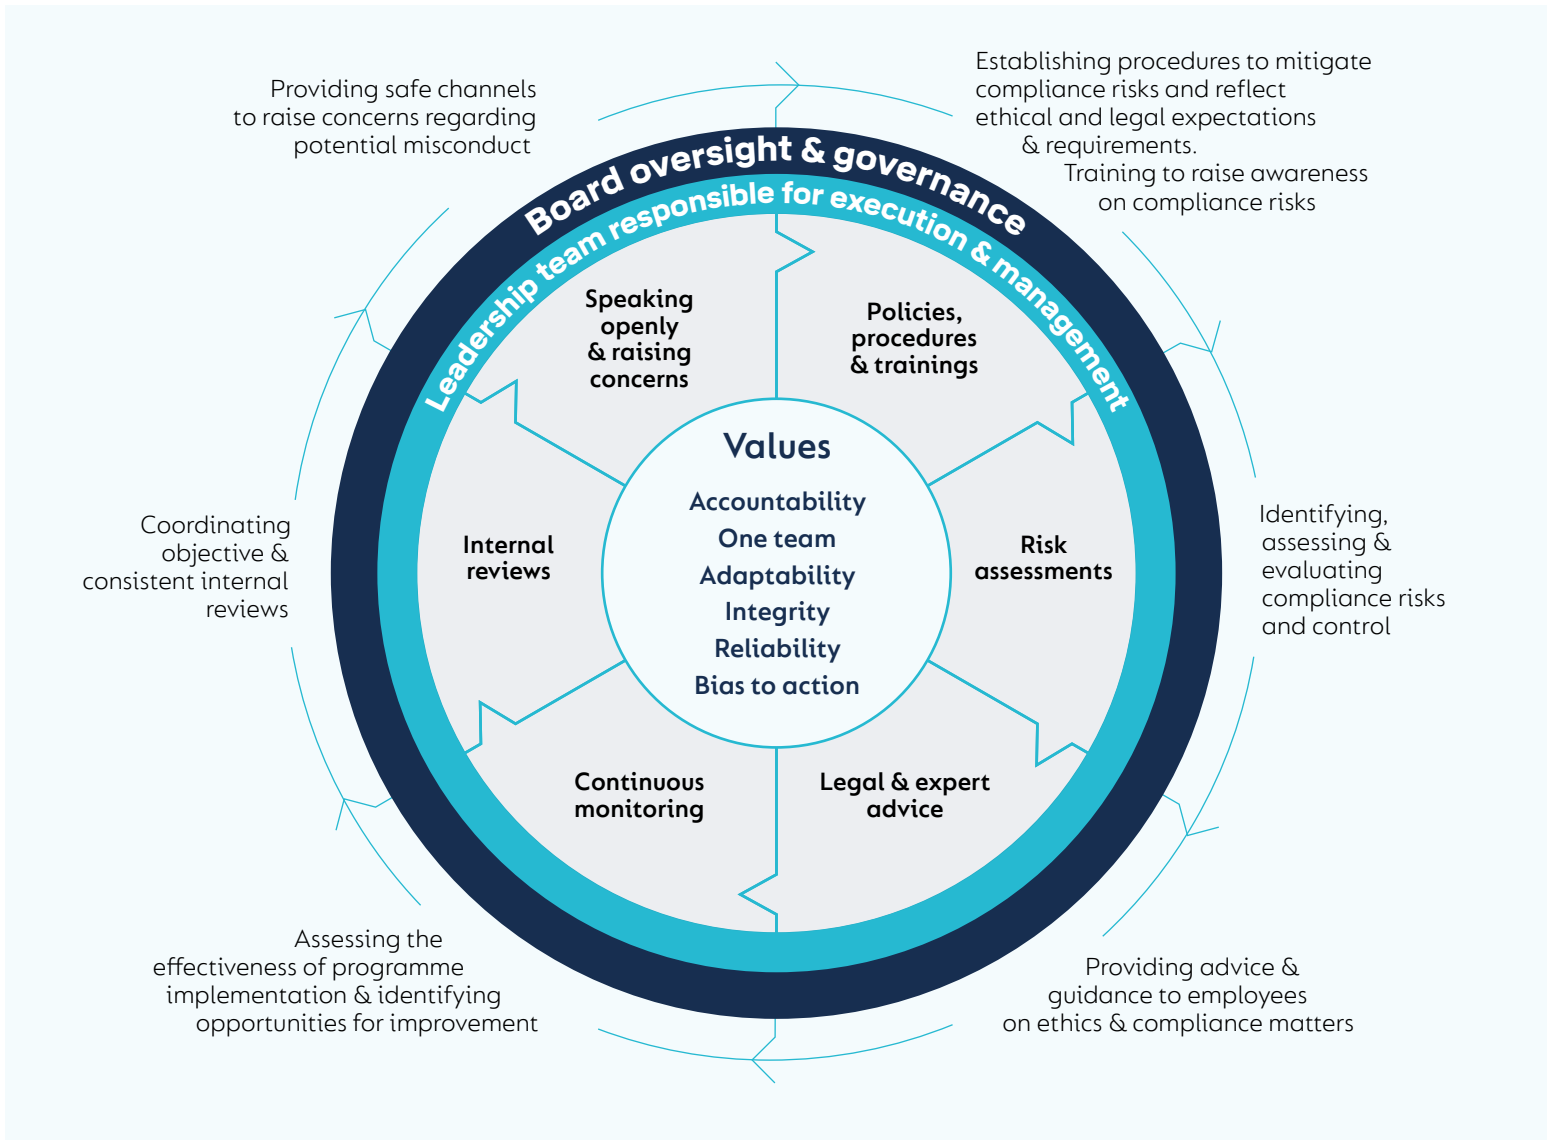 Providing safe channels
to raise concerns regarding
potential misconduct
Establishing procedures to mitigate
compliance risks and reflect
ethical and legal expectations
& requirements.
Training to raise awareness
on compliance risks
Board oversight & governance
Leadership team responsible for execution & management
Speaking
openly
& raising
concerns
Policies,
procedures
& trainings
Values
Accountability
One team
Adaptability
Integrity
Reliability
Bias to action
Internal
reviews
Risk
assessments
Coordinating
objective &
consistent internal
reviews
Identifying,
assessing &
evaluating
compliance risks
and control
Continuous
monitoring
Legal & expert
advice
Assessing the
effectiveness of programme
implementation & identifying
opportunities for improvement
Providing advice &
guidance to employees
on ethics & compliance matters